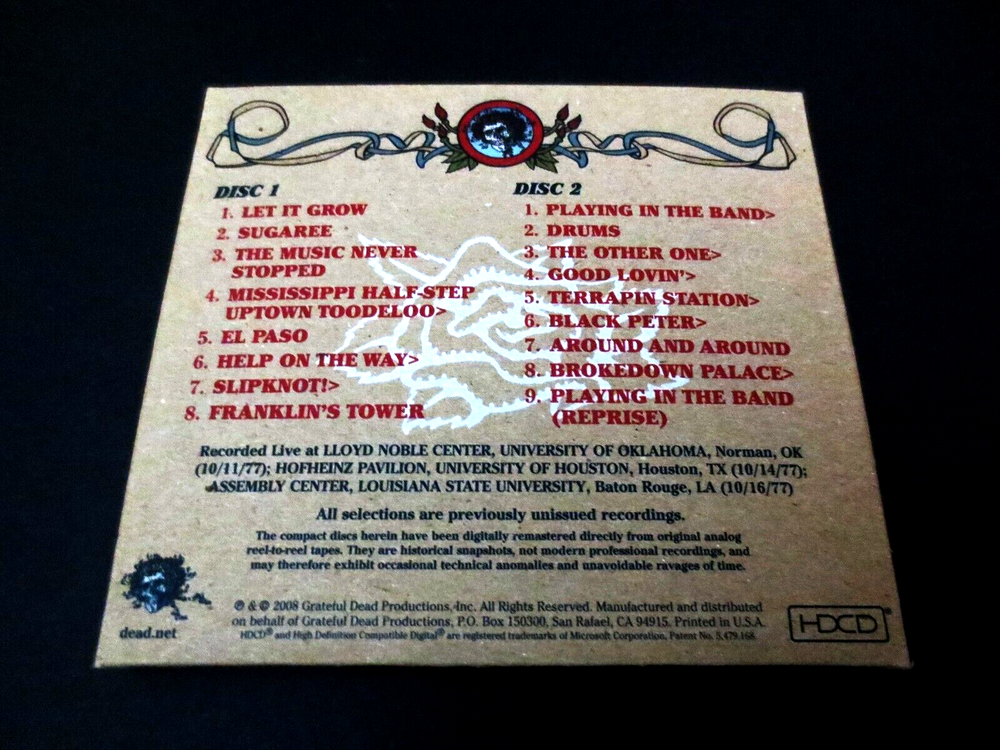 DISC 1
1. LET IT GROW
2. SUGAREE
3. THE MUSIC NEVER
STOPPED
4. MISSISSIPPI HALF-STEP
UPTOWN TOODELOO>
5. EL PASO
6. HELP ON THE WAY>
7. SLIPKNOT!>
8. FRANKLIN'S TOWER
DISC 2
1. PLAYING IN THE BAND>
2. DRUMS
3. THE OTHER ONE>
4. GOOD LOVIN'>
5. TERRAPIN STATION>
6. BLACK PETER>
7. AROUND AND AROUND
8. BROKEDOWN PALACE>
9. PLAYING IN THE BAND
(REPRISE)
Recorded Live at LLOYD NOBLE CENTER, UNIVERSITY OF OKLAHOMA, Norman, OK
(10/11/77); HOFHEINZ PAVILION, UNIVERSITY OF HOUSTON, Houston, TX (10/14/77);
ASSEMBLY CENTER, LOUISIANA STATE UNIVERSITY, Baton Rouge, LA (10/16/77)
All selections are previously unissued recordings.
The compact discs herein have been digitally remastered directly from original analog
reel-to-reel tapes. They are historical snapshots, not modern professional recordings, and
may therefore exhibit occasional technical anomalies and unavoidable ravages of time.
dead.net
℗ & © 2008 Grateful Dead Productions, Inc. All Rights Reserved. Manufactured and distributed
on behalf of Grateful Dead Productions, P.O. Box 150300, San Rafael, CA 94915. Printed in U.S.A.
HDCD® and High Definition Compatible Digital® are registered trademarks of Microsoft Corporation, Patent No. 5,479,168.
HDCD®